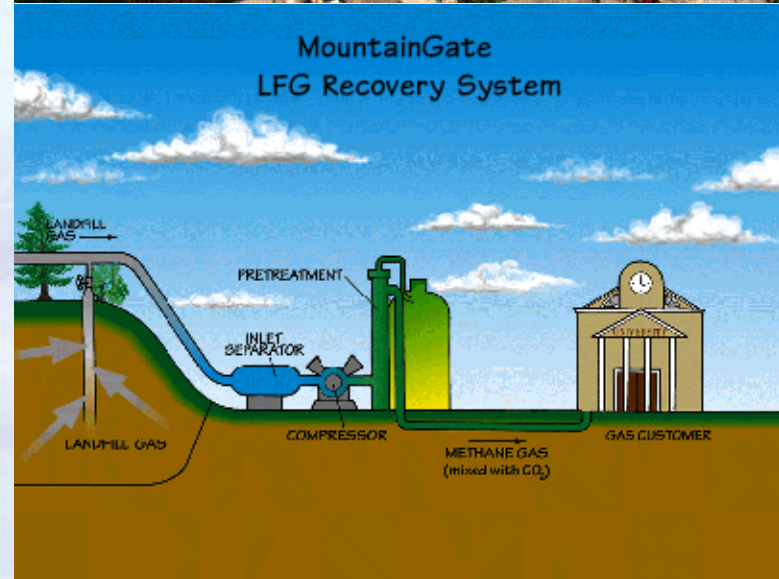 MountainGate
LFG Recovery System
LANDFILL
GAS
PRETREATMENT
INLET
SEPARATOR
LANDFILL GAS
COMPRESSOR
METHANE GAS
(mixed with CO₂)
GAS CUSTOMER
UNIVERSITY